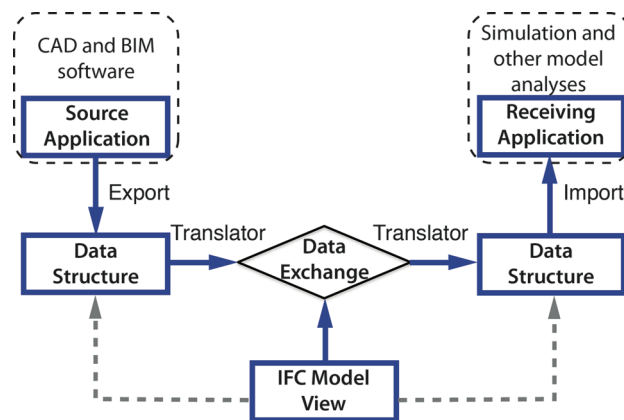 CAD and BIM
software
Source
Application
Simulation and
other model
analyses
Receiving
Application
Export
Import
Data
Structure
Translator
Data
Exchange
Translator
Data
Structure
IFC Model
View